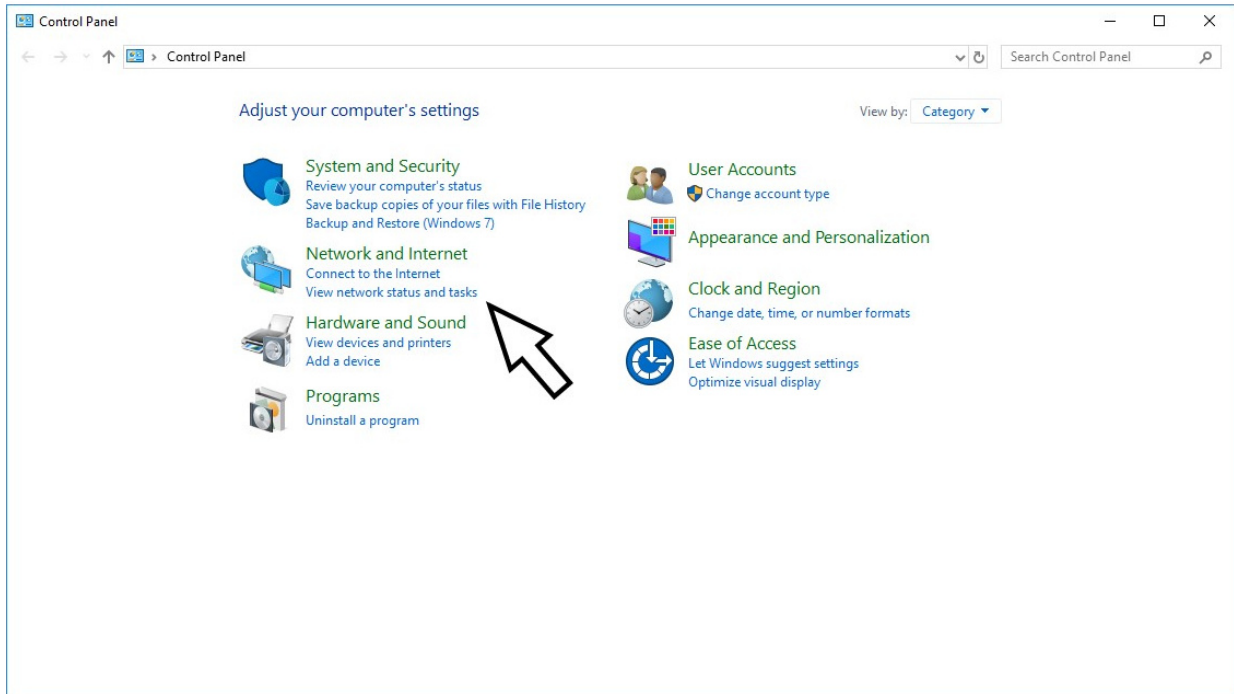 Control Panel
Control Panel
Search Control Panel
Adjust your computer's settings
View by: Category
System and Security
Review your computer's status
Save backup copies of your files with File History
Backup and Restore (Windows 7)
Network and Internet
Connect to the Internet
View network status and tasks
Hardware and Sound
View devices and printers
Add a device
Programs
Uninstall a program
User Accounts
Change account type
Appearance and Personalization
Clock and Region
Change date, time, or number formats
Ease of Access
Let Windows suggest settings
Optimize visual display